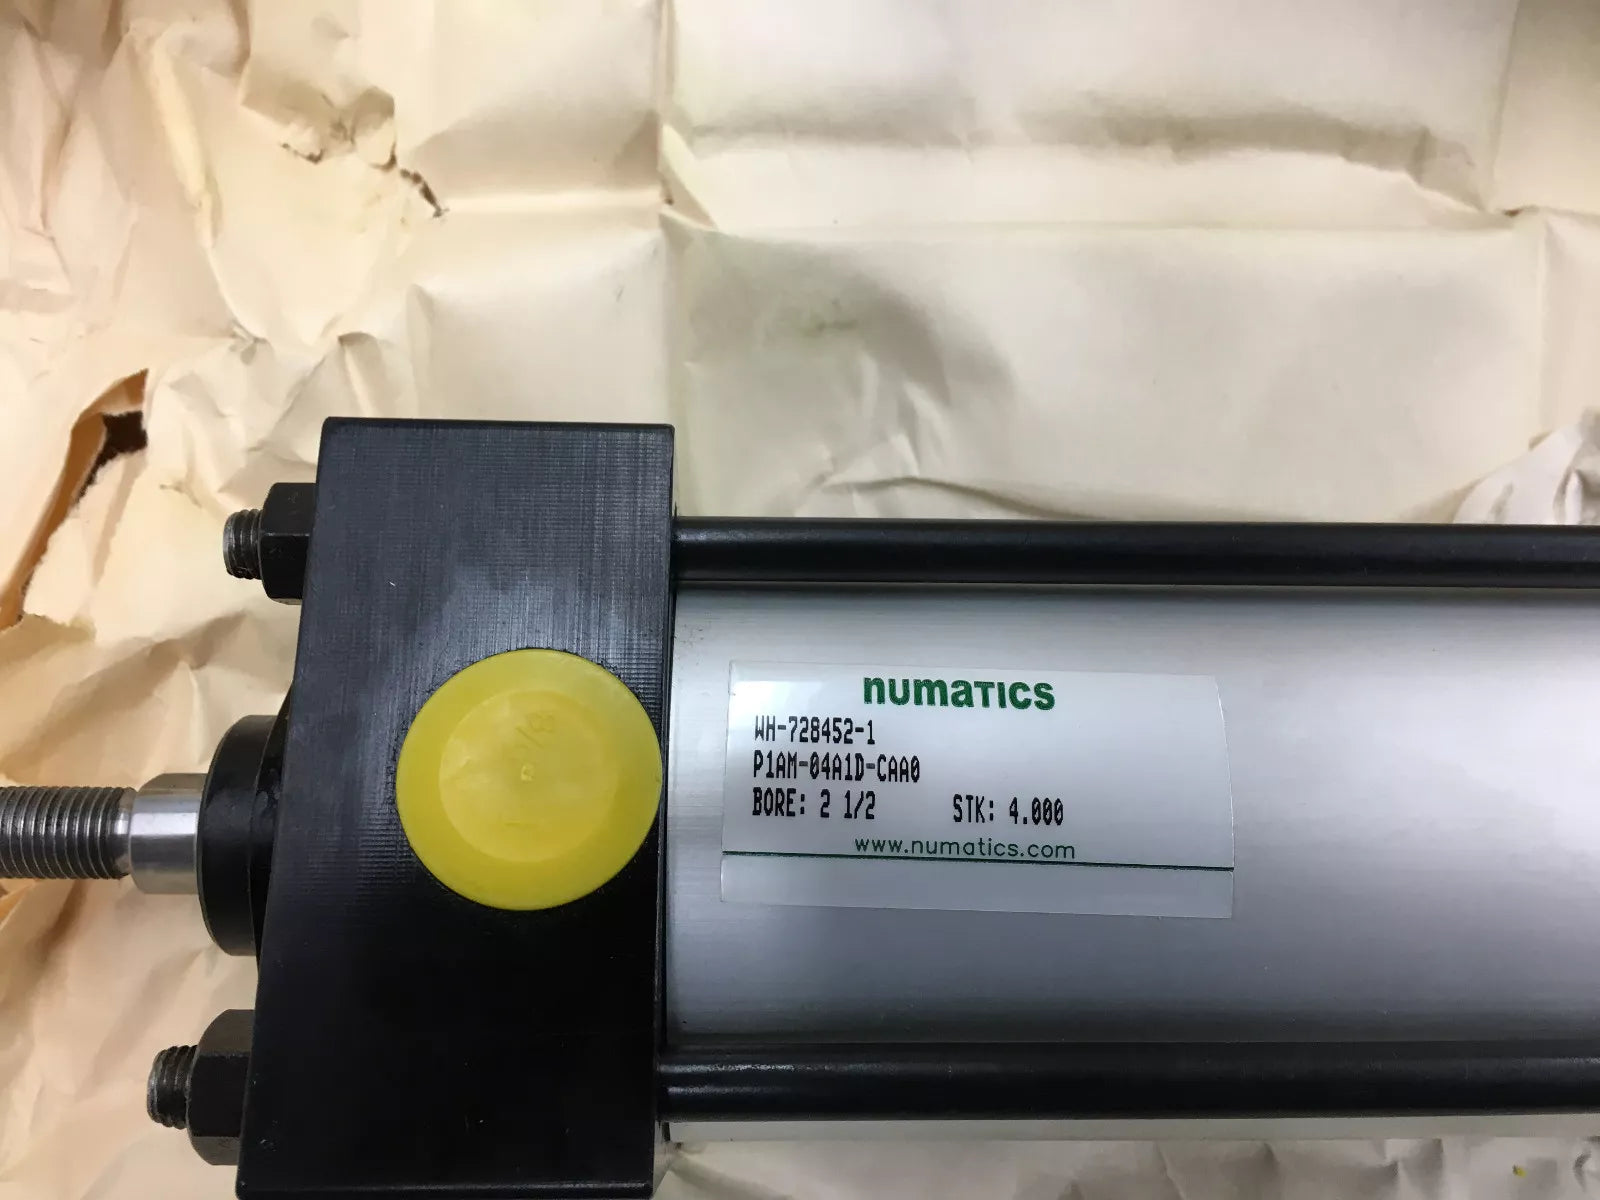 numatics
WH-728452-1
P1AM-04A1D-CAA0
BORE: 2 1/2 STK: 4.000
www.numatics.com